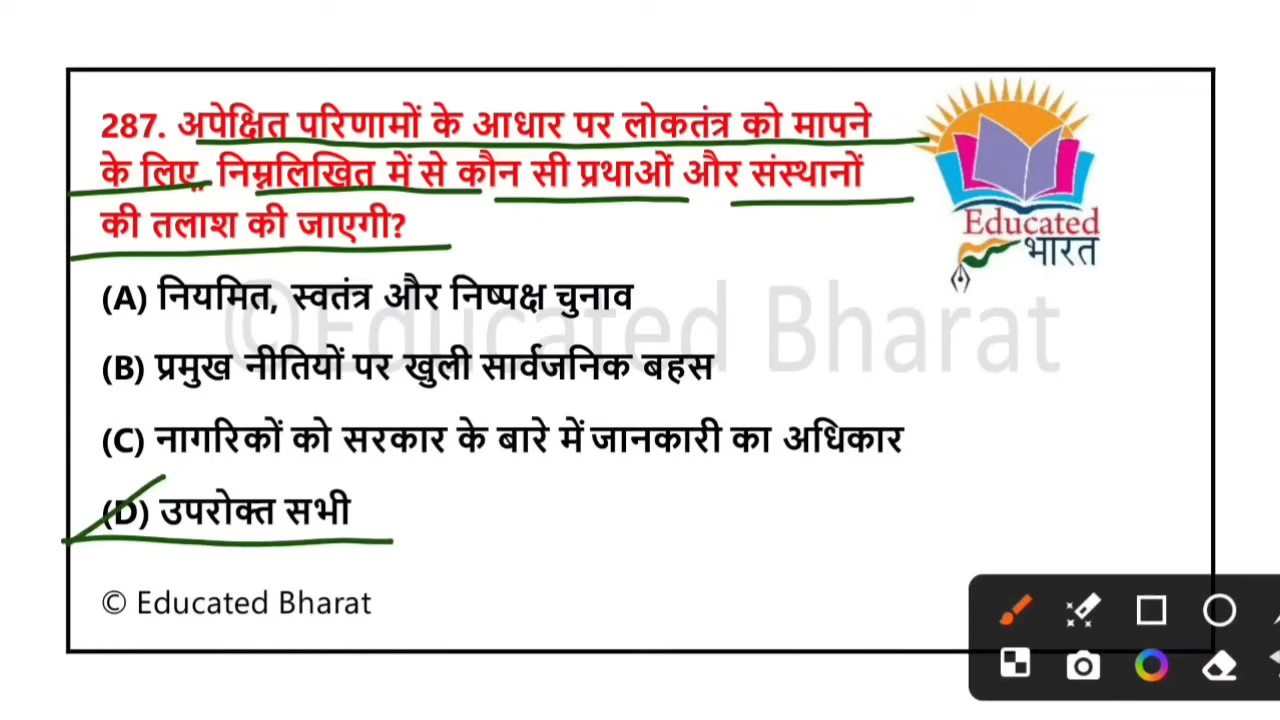 287. अपेक्षित परिणामों के आधार पर लोकतंत्र को मापने
के लिए, निम्नलिखित में से कौन सी प्रथाओं और संस्थानों
की तलाश की जाएगी?
Educated
भारत
(A) नियमित, स्वतंत्र और निष्पक्ष चुनाव
©Educated Bharat
(B) प्रमुख नीतियों पर खुली सार्वजनिक बहस
(C) नागरिकों को सरकार के बारे में जानकारी का अधिकार
(D) उपरोक्त सभी
© Educated Bharat